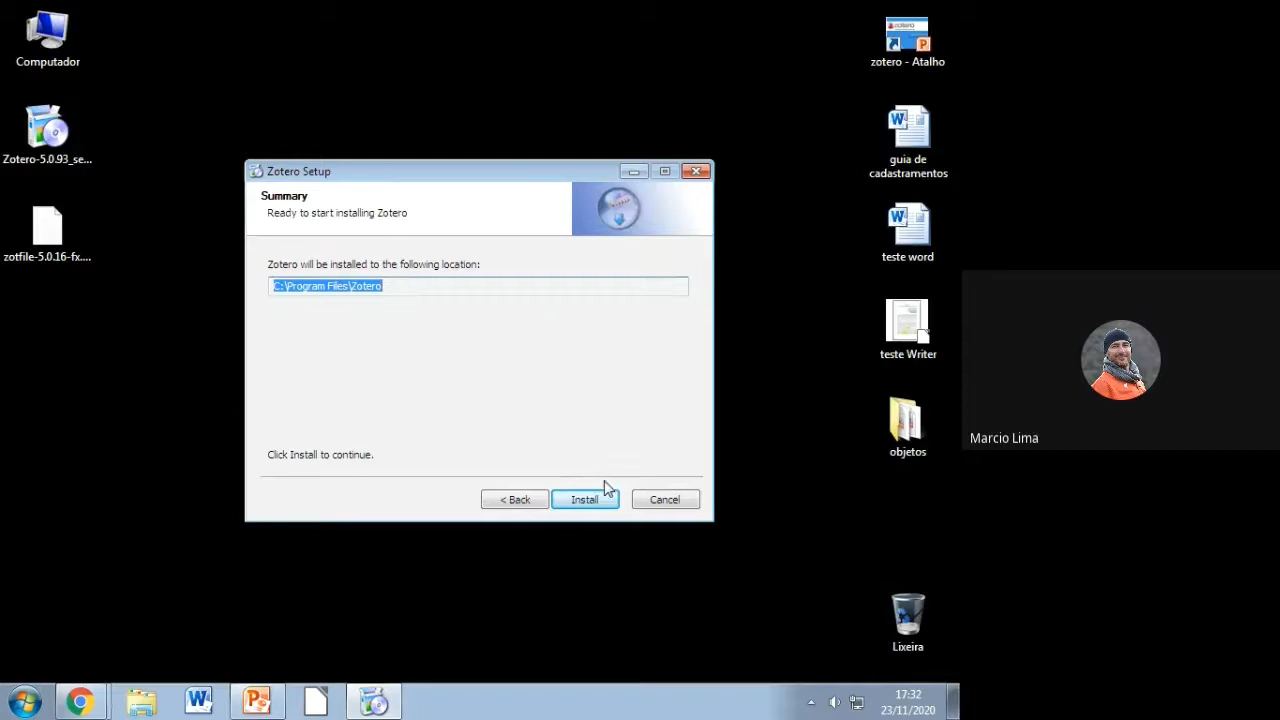 Computador
Zotero-5.0.93_se...
zotfile-5.0.16-fx....
Zotero Setup
Summary
Ready to start installing Zotero
Zotero will be installed to the following location:
C:\Program Files\Zotero
Click Install to continue.
< Back
Install
Cancel
zotero - Atalho
guia de
cadastramentos
teste word
teste Writer
objetos
Lixeira
Marcio Lima
17:32
23/11/2020